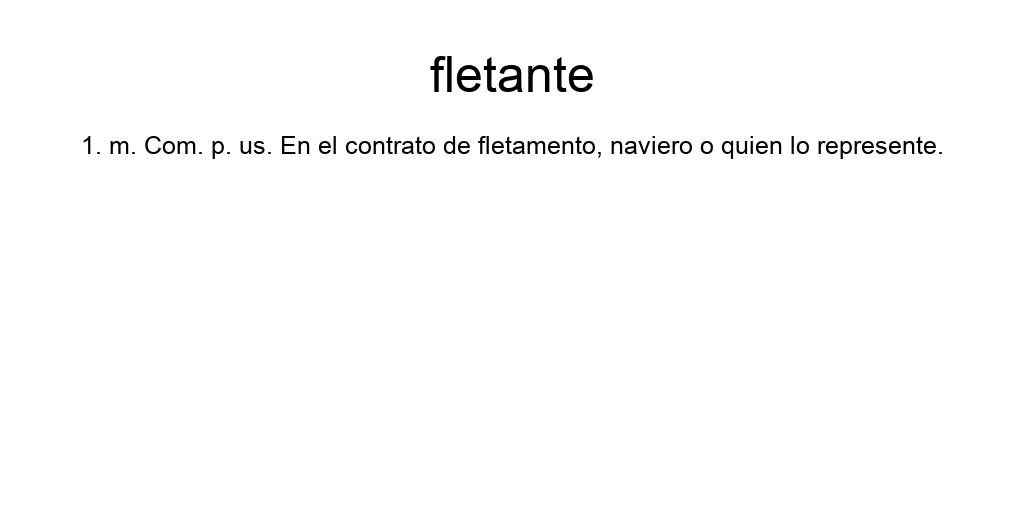 fletante
1. m. Com. p. us. En el contrato de fletamento, naviero o quien lo represente.